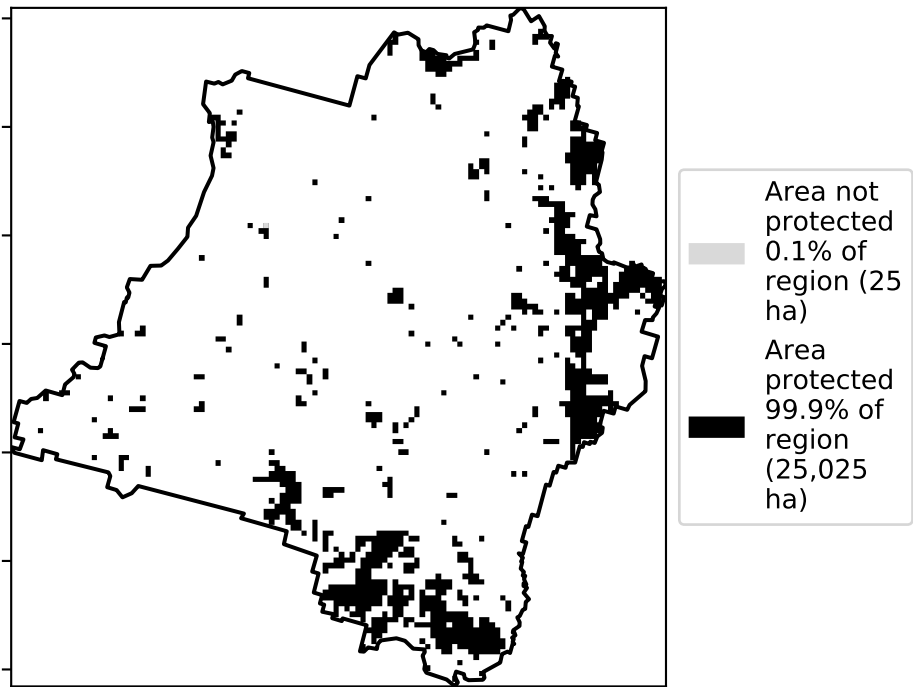 Area not
protected
0.1% of
region (25
ha)
Area
protected
99.9% of
region
(25,025
ha)